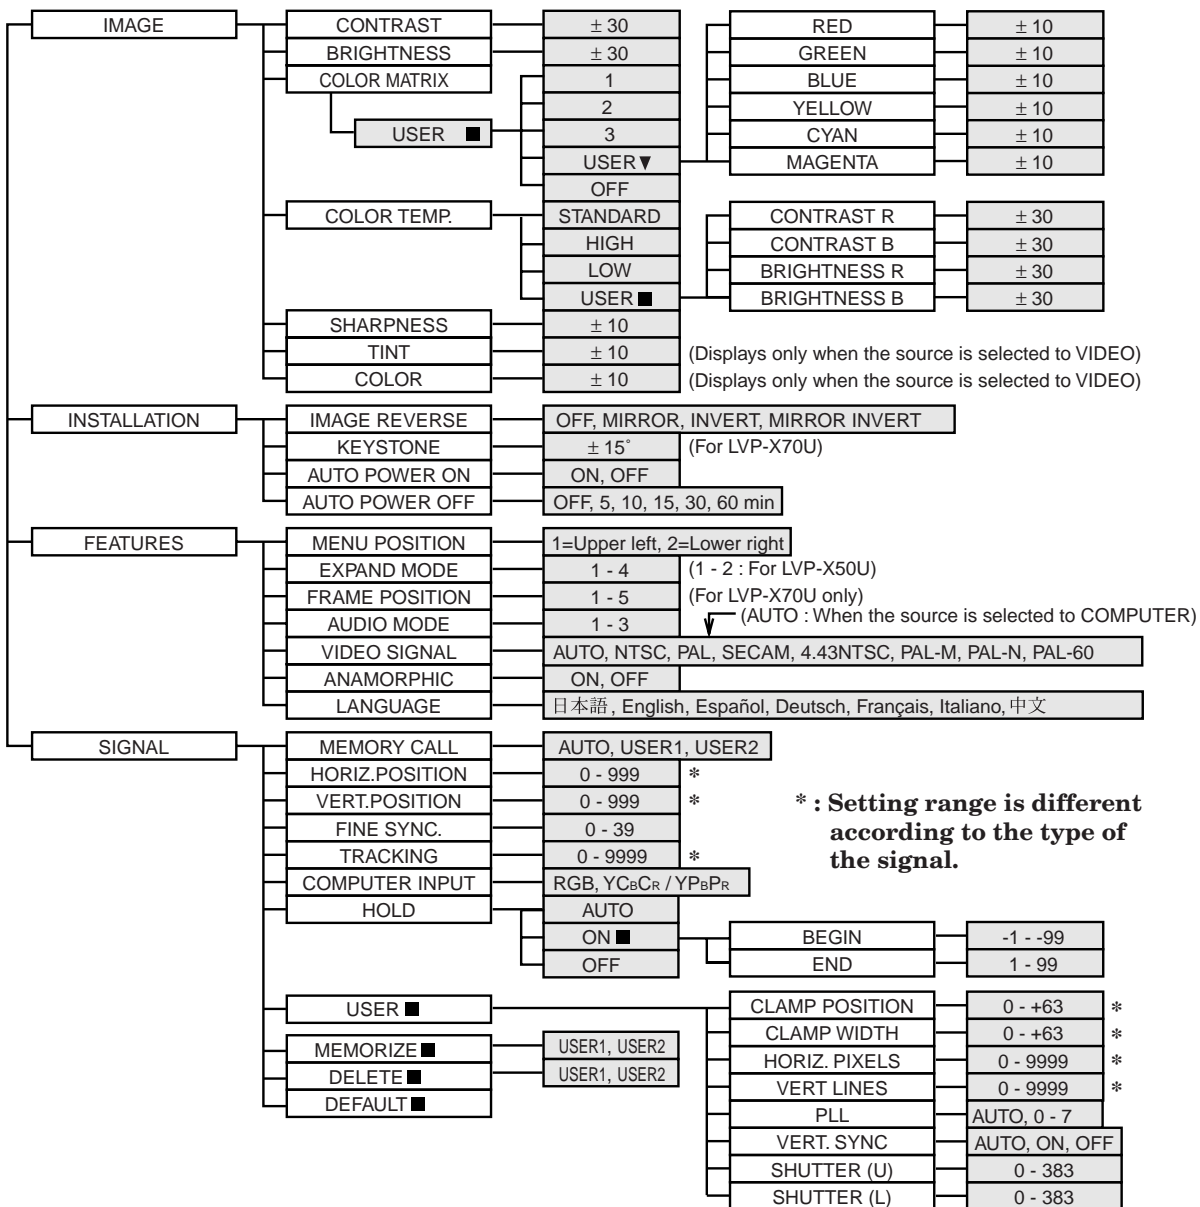 IMAGE CONTRAST ± 30 RED ± 10
BRIGHTNESS ± 30 GREEN ± 10
COLOR MATRIX 1 BLUE ± 10
2 YELLOW ± 10
USER ■ 3 CYAN ± 10
USER▼ MAGENTA ± 10
OFF
COLOR TEMP. STANDARD CONTRAST R ± 30
HIGH CONTRAST B ± 30
LOW BRIGHTNESS R ± 30
USER ■ BRIGHTNESS B ± 30
SHARPNESS ± 10
TINT ± 10 (Displays only when the source is selected to VIDEO)
COLOR ± 10 (Displays only when the source is selected to VIDEO)
INSTALLATION IMAGE REVERSE OFF, MIRROR, INVERT, MIRROR INVERT
KEYSTONE ± 15˚ (For LVP-X70U)
AUTO POWER ON ON, OFF
AUTO POWER OFF OFF, 5, 10, 15, 30, 60 min
FEATURES MENU POSITION 1=Upper left, 2=Lower right
EXPAND MODE 1 - 4 (1 - 2 : For LVP-X50U)
FRAME POSITION 1 - 5 (For LVP-X70U only)
(AUTO : When the source is selected to COMPUTER)
AUDIO MODE 1 - 3
VIDEO SIGNAL AUTO, NTSC, PAL, SECAM, 4.43NTSC, PAL-M, PAL-N, PAL-60
ANAMORPHIC ON, OFF
LANGUAGE 日本語, English, Español, Deutsch, Français, Italiano, 中文
SIGNAL MEMORY CALL AUTO, USER1, USER2
HORIZ.POSITION 0 - 999 *
VERT.POSITION 0 - 999 *
FINE SYNC. 0 - 39
TRACKING 0 - 9999 *
COMPUTER INPUT RGB, YCBCR / YPBPR
* : Setting range is different
according to the type of
the signal.
HOLD AUTO
ON ■ BEGIN -1 - -99
OFF END 1 - 99
USER ■ CLAMP POSITION 0 - +63 *
CLAMP WIDTH 0 - +63 *
MEMORIZE ■ USER1, USER2 HORIZ. PIXELS 0 - 9999 *
DELETE ■ USER1, USER2 VERT LINES 0 - 9999 *
DEFAULT ■ PLL AUTO, 0 - 7
VERT. SYNC AUTO, ON, OFF
SHUTTER (U) 0 - 383
SHUTTER (L) 0 - 383